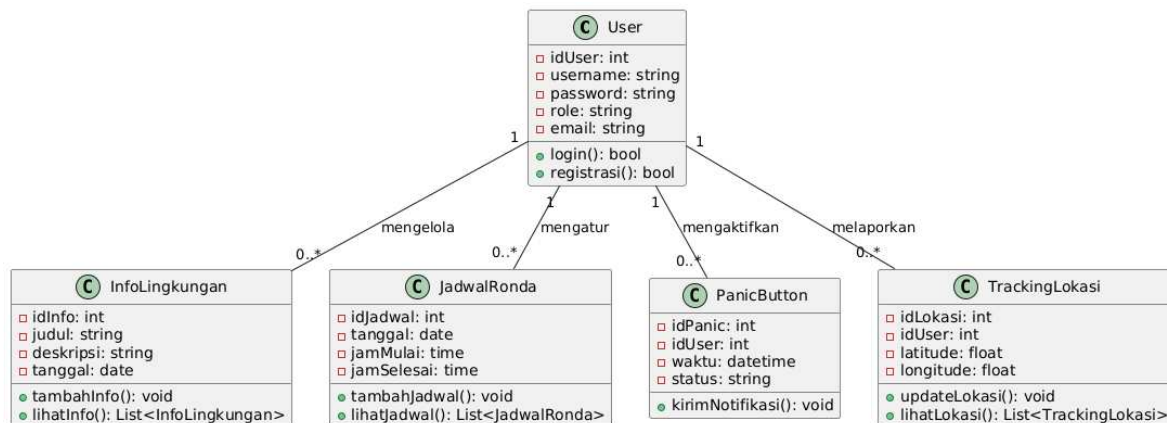 C User
idUser: int
username: string
password: string
role: string
email: string
login(): bool
registrasi(): bool
1
1
1
1
mengelola
mengatur
mengaktifkan
melaporkan
0..*
0..*
0..*
0..*
C InfoLingkungan
idInfo: int
judul: string
deskripsi: string
tanggal: date
tambahInfo(): void
lihatInfo(): List<InfoLingkungan>
C JadwalRonda
idJadwal: int
tanggal: date
jamMulai: time
jamSelesai: time
tambahJadwal(): void
lihatJadwal(): List<JadwalRonda>
C PanicButton
idPanic: int
idUser: int
waktu: datetime
status: string
kirimNotifikasi(): void
C TrackingLokasi
idLokasi: int
idUser: int
latitude: float
longitude: float
updateLokasi(): void
lihatLokasi(): List<TrackingLokasi>